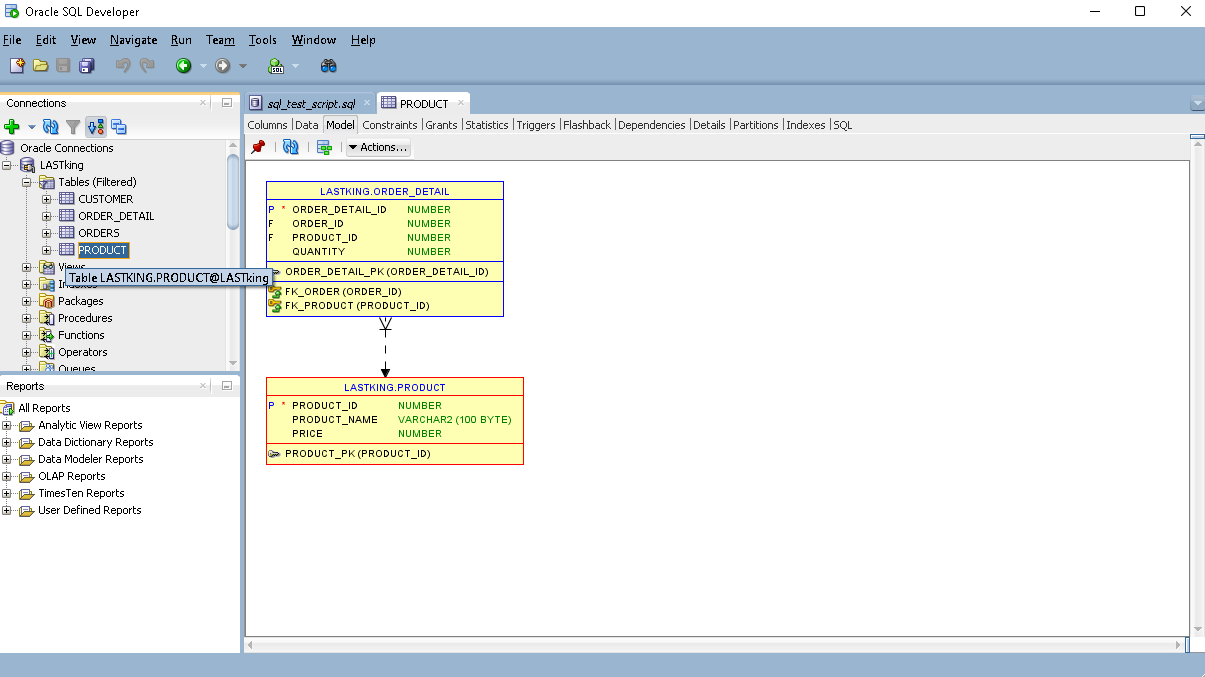 Oracle SQL Developer
File Edit View Navigate Run Team Tools Window Help
Connections
Oracle Connections
LASTking
Tables (Filtered)
CUSTOMER
ORDER_DETAIL
ORDERS
PRODUCT
Views
Table LASTKING.PRODUCT@LASTking
Indexes
Packages
Procedures
Functions
Operators
Queues
Reports
All Reports
Analytic View Reports
Data Dictionary Reports
Data Modeler Reports
OLAP Reports
TimesTen Reports
User Defined Reports
sql_test_script.sql PRODUCT
Columns Data Model Constraints Grants Statistics Triggers Flashback Dependencies Details Partitions Indexes SQL
Actions...
LASTKING.ORDER_DETAIL
P * ORDER_DETAIL_ID NUMBER
F ORDER_ID NUMBER
F PRODUCT_ID NUMBER
QUANTITY NUMBER
ORDER_DETAIL_PK (ORDER_DETAIL_ID)
FK_ORDER (ORDER_ID)
FK_PRODUCT (PRODUCT_ID)
LASTKING.PRODUCT
P * PRODUCT_ID NUMBER
PRODUCT_NAME VARCHAR2 (100 BYTE)
PRICE NUMBER
PRODUCT_PK (PRODUCT_ID)